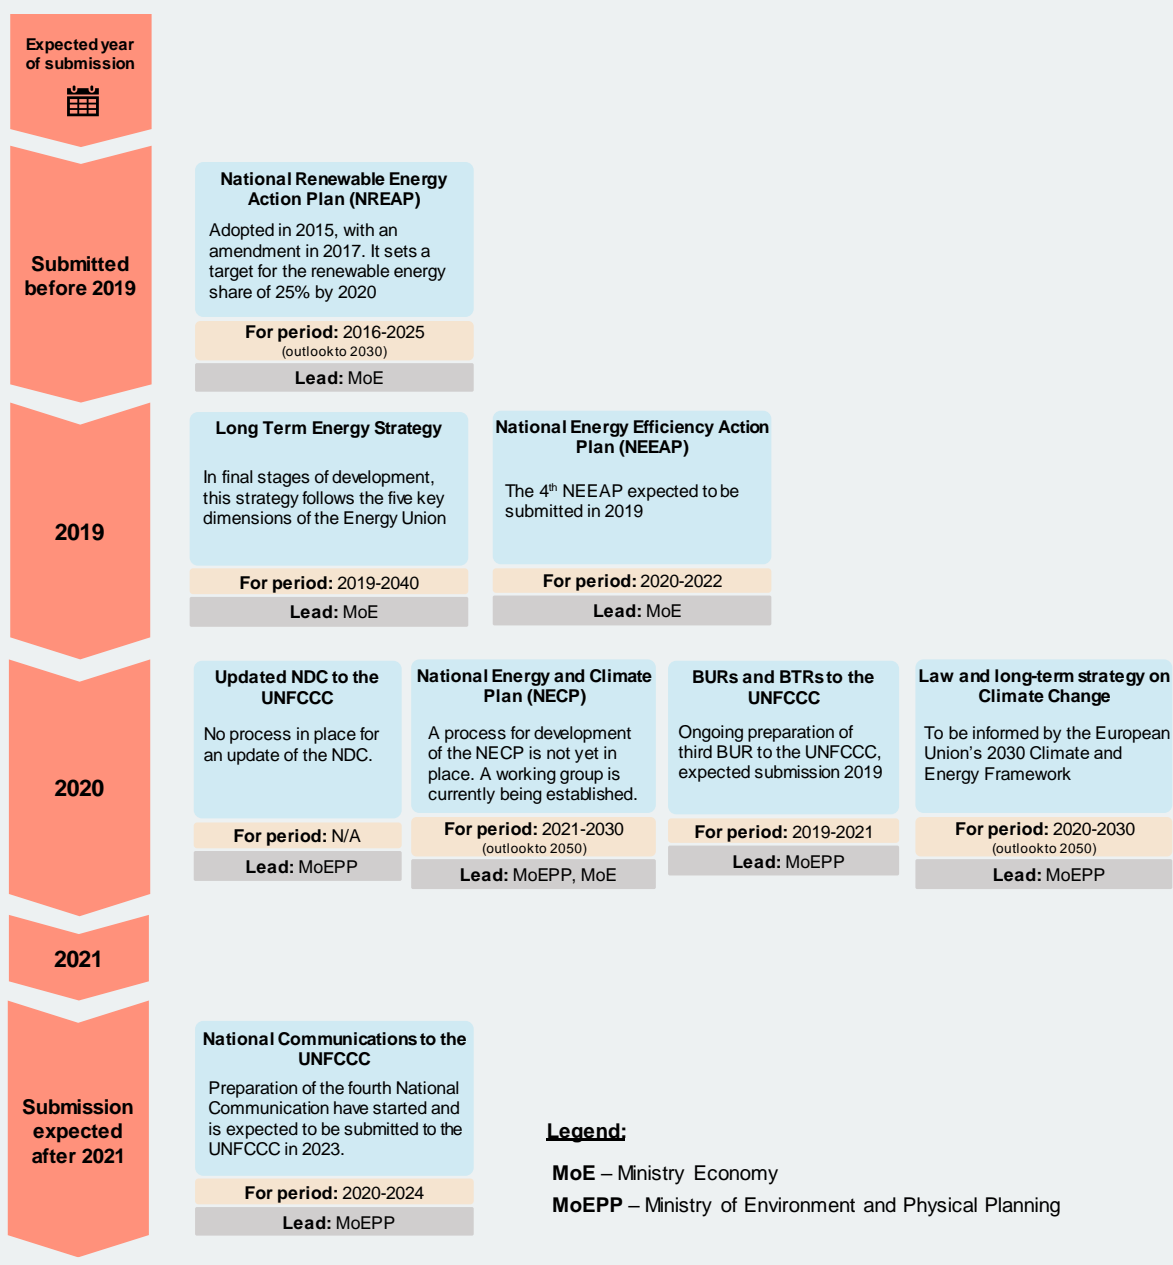 Expected year
of submission
Submitted
before 2019
National Renewable Energy
Action Plan (NREAP)
Adopted in 2015, with an
amendment in 2017. It sets a
target for the renewable energy
share of 25% by 2020
For period: 2016-2025
(outlook to 2030)
Lead: MoE
2019
Long Term Energy Strategy
In final stages of development,
this strategy follows the five key
dimensions of the Energy Union
For period: 2019-2040
Lead: MoE
National Energy Efficiency Action
Plan (NEEAP)
The 4th NEEAP expected to be
submitted in 2019
For period: 2020-2022
Lead: MoE
2020
Updated NDC to the
UNFCCC
No process in place for
an update of the NDC.
For period: N/A
Lead: MoEPP
National Energy and Climate
Plan (NECP)
A process for development
of the NECP is not yet in
place. A working group is
currently being established.
For period: 2021-2030
(outlook to 2050)
Lead: MoEPP, MoE
BURs and BTRs to the
UNFCCC
Ongoing preparation of
third BUR to the UNFCCC,
expected submission 2019
For period: 2019-2021
Lead: MoEPP
Law and long-term strategy on
Climate Change
To be informed by the European
Union's 2030 Climate and
Energy Framework
For period: 2020-2030
(outlook to 2050)
Lead: MoEPP
2021
Submission
expected
after 2021
National Communications to the
UNFCCC
Preparation of the fourth National
Communication have started and
is expected to be submitted to the
UNFCCC in 2023.
For period: 2020-2024
Lead: MoEPP
Legend:
MoE – Ministry Economy
MoEPP – Ministry of Environment and Physical Planning